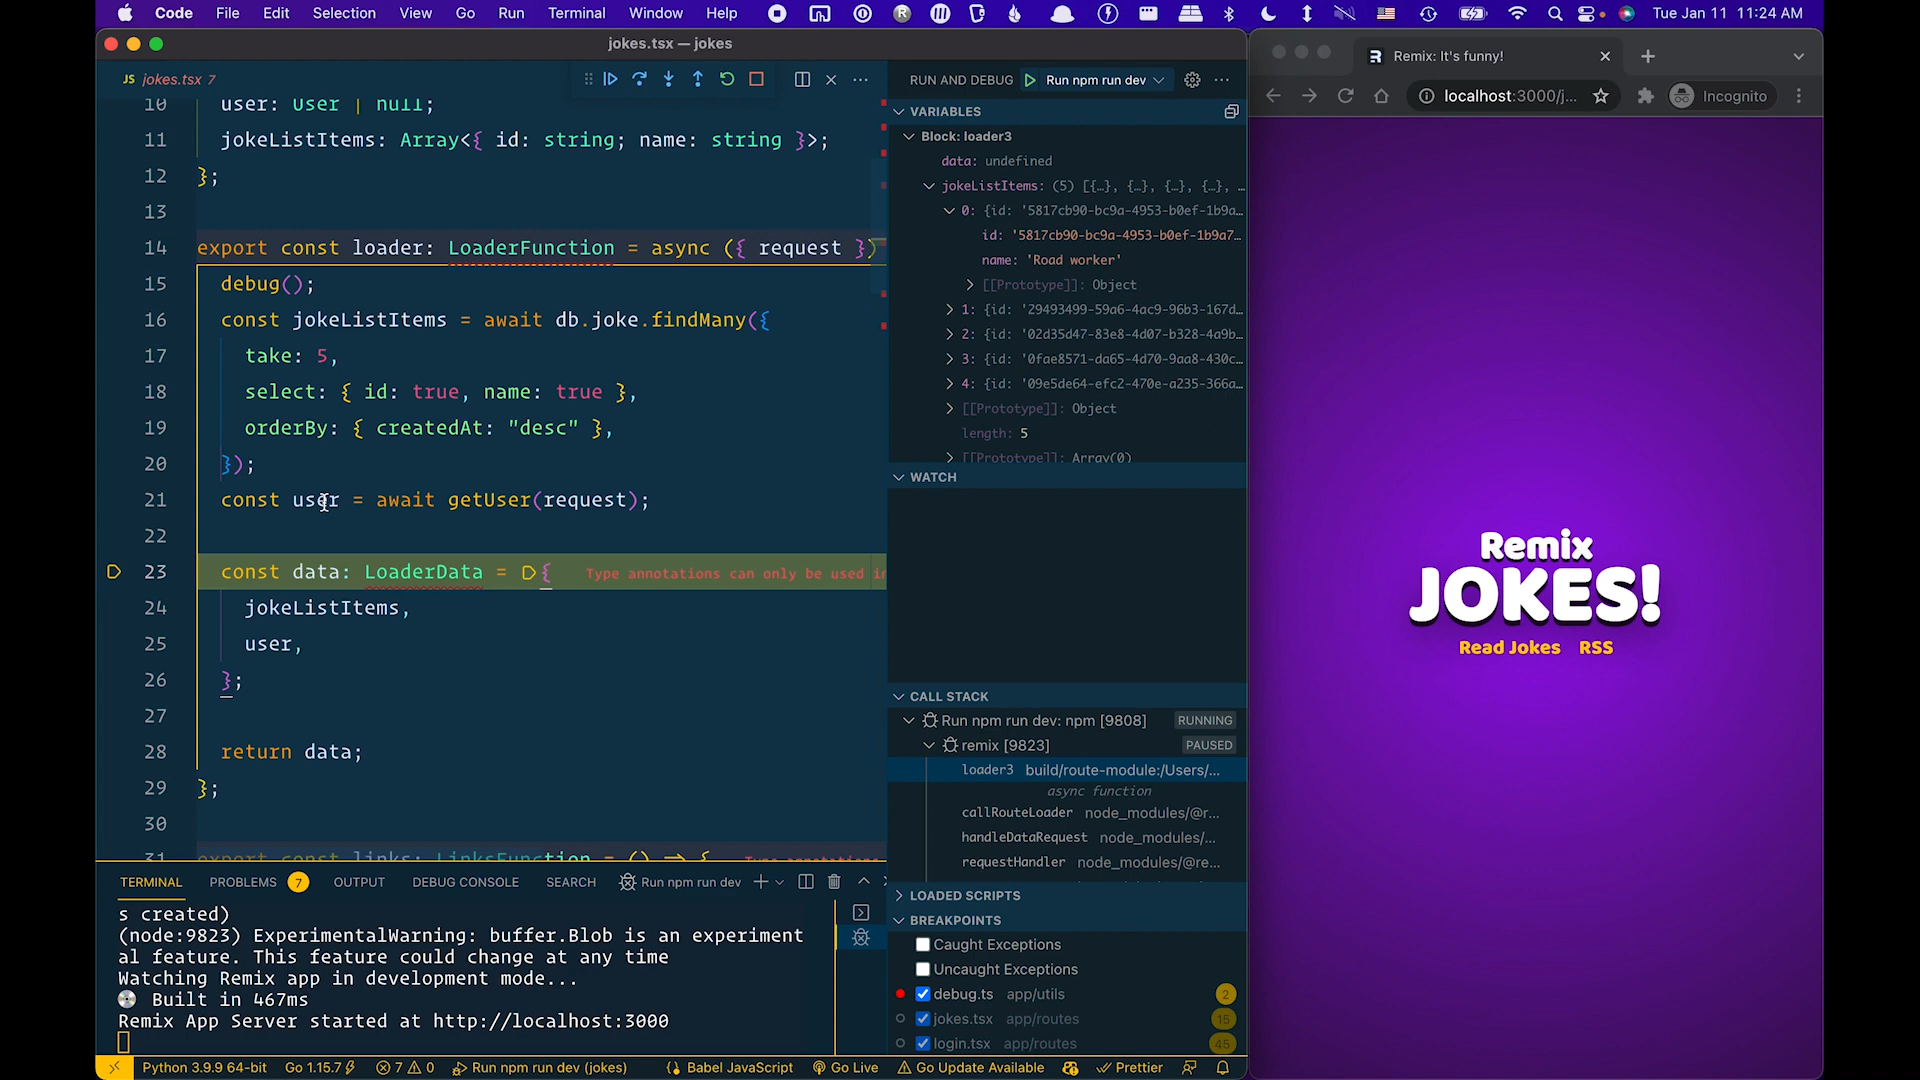 Code File Edit Selection View Go Run Terminal Window Help Tue Jan 11 11:24 AM
jokes.tsx — jokes
JS jokes.tsx 7
10 user: User | null;
11 jokeListItems: Array<{ id: string; name: string }>;
12 };
13
14 export const loader: LoaderFunction = async ({ request })
15 debug();
16 const jokeListItems = await db.joke.findMany({
17 take: 5,
18 select: { id: true, name: true },
19 orderBy: { createdAt: "desc" },
20 });
21 const user = await getUser(request);
22
23 const data: LoaderData = { Type annotations can only be used in
24 jokeListItems,
25 user,
26 };
27
28 return data;
29 };
30
31 export const links: LinksFunction = () => { Type annotations
TERMINAL PROBLEMS 7 OUTPUT DEBUG CONSOLE SEARCH Run npm run dev
s created)
(node:9823) ExperimentalWarning: buffer.Blob is an experiment
al feature. This feature could change at any time
Watching Remix app in development mode...
Built in 467ms
Remix App Server started at http://localhost:3000
RUN AND DEBUG Run npm run dev
VARIABLES
Block: loader3
data: undefined
jokeListItems: (5) [{…}, {…}, {…}, {…}, …
0: {id: '5817cb90-bc9a-4953-b0ef-1b9a…
id: '5817cb90-bc9a-4953-b0ef-1b9a7…
name: 'Road worker'
[[Prototype]]: Object
1: {id: '29493499-59a6-4ac9-96b3-167d…
2: {id: '02d35d47-83e8-4d07-b328-4a9b…
3: {id: '0fae8571-da65-4d70-9aa8-430c…
4: {id: '09e5de64-efc2-470e-a235-366a…
[[Prototype]]: Object
length: 5
[[Prototype]]: Array(0)
WATCH
CALL STACK
Run npm run dev: npm [9808] RUNNING
remix [9823] PAUSED
loader3 build/route-module:/Users/...
async function
callRouteLoader node_modules/@r...
handleDataRequest node_modules/...
requestHandler node_modules/@re...
LOADED SCRIPTS
BREAKPOINTS
Caught Exceptions
Uncaught Exceptions
debug.ts app/utils 2
jokes.tsx app/routes 15
login.tsx app/routes 45
Python 3.9.9 64-bit Go 1.15.7 7 0 Run npm run dev (jokes) Babel JavaScript Go Live Go Update Available Prettier
Remix: It's funny!
localhost:3000/j... Incognito
Remix
JOKES!
Read Jokes RSS